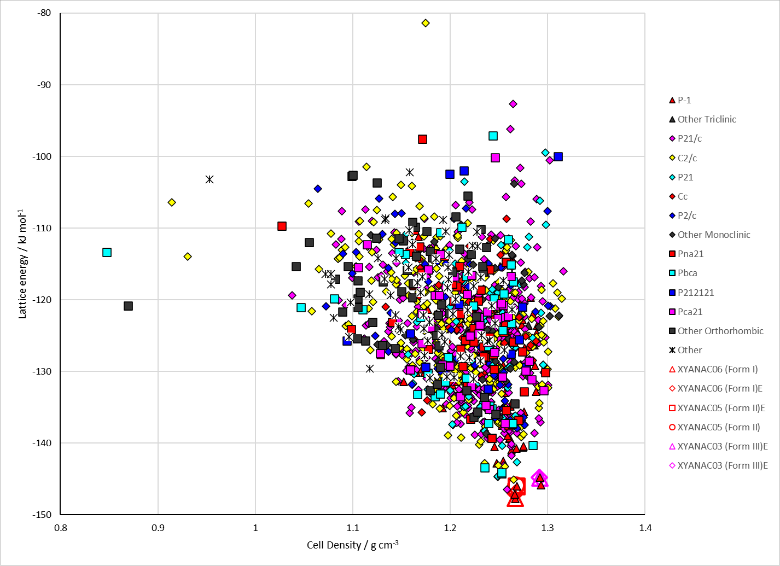 -80
-90
-100
-110
-120
-130
-140
-150
Lattice energy / kJ mol-1
0.8 0.9 1 1.1 1.2 1.3 1.4
Cell Density / g cm-3
P-1
Other Triclinic
P21/c
C2/c
P21
Cc
P2/c
Other Monoclinic
Pna21
Pbca
P212121
Pca21
Other Orthorhombic
Other
XYANAC06 (Form I)
XYANAC06 (Form I)E
XYANAC05 (Form II)E
XYANAC05 (Form II)
XYANAC03 (Form III)E
XYANAC03 (Form III)E